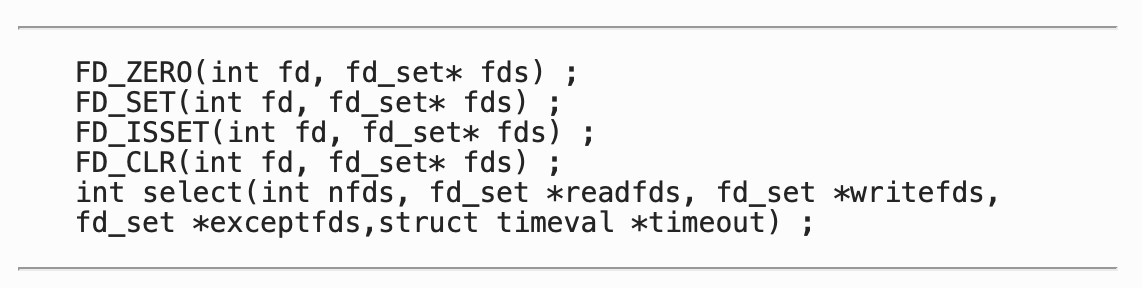 FD_ZERO(int fd, fd_set* fds) ;
FD_SET(int fd, fd_set* fds) ;
FD_ISSET(int fd, fd_set* fds) ;
FD_CLR(int fd, fd_set* fds) ;
int select(int nfds, fd_set *readfds, fd_set *writefds,
fd_set *exceptfds,struct timeval *timeout) ;